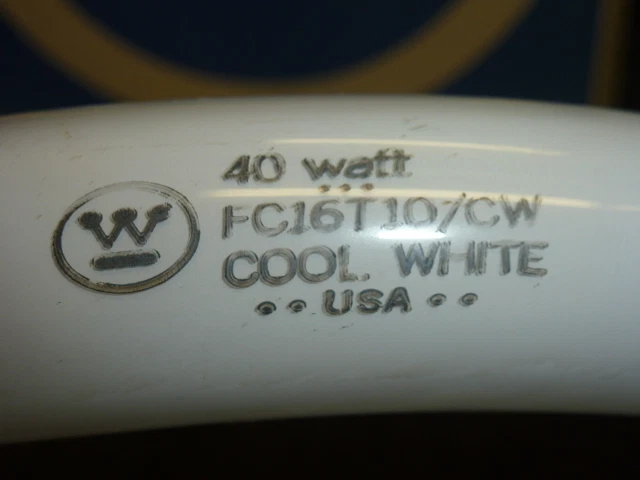 40 watt
FC16T10/CW
COOL WHITE
USA
W